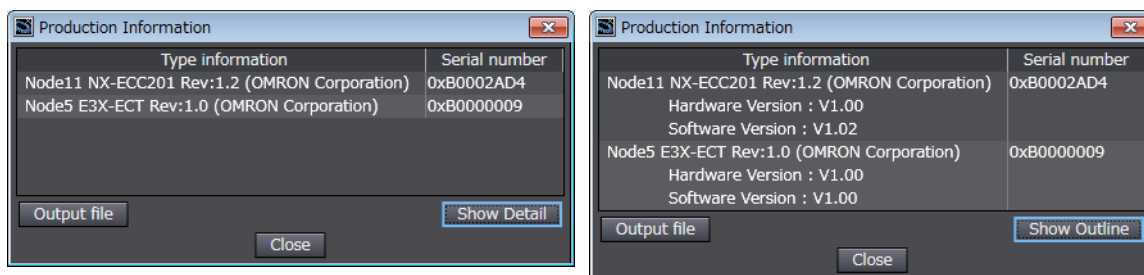 Production Information
Type information Serial number
Node11 NX-ECC201 Rev:1.2 (OMRON Corporation) 0xB0002AD4
Node5 E3X-ECT Rev:1.0 (OMRON Corporation) 0xB0000009
Output file Show Detail
Close
Production Information
Type information Serial number
Node11 NX-ECC201 Rev:1.2 (OMRON Corporation) 0xB0002AD4
Hardware Version : V1.00
Software Version : V1.02
Node5 E3X-ECT Rev:1.0 (OMRON Corporation) 0xB0000009
Hardware Version : V1.00
Software Version : V1.00
Output file Show Outline
Close